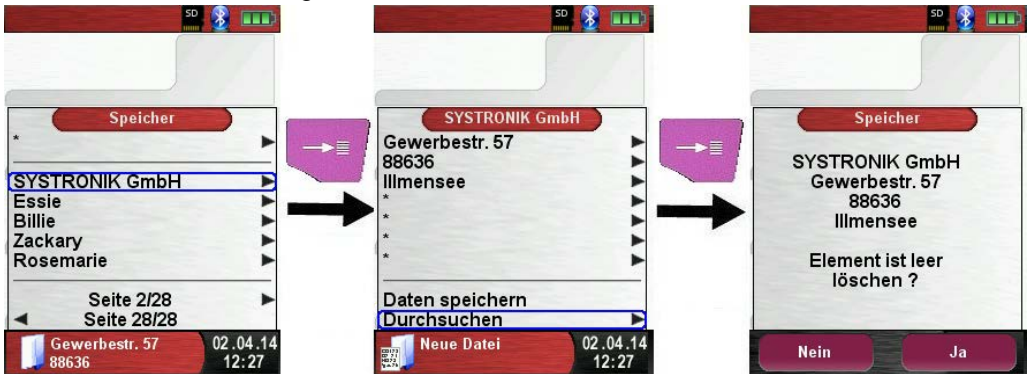 SD
Speicher
*
SYSTRONIK GmbH
Essie
Billie
Zackary
Rosemarie
Seite 2/28
Seite 28/28
Gewerbestr. 57
88636
02.04.14
12:27
SD
SYSTRONIK GmbH
Gewerbestr. 57
88636
Illmensee
*
*
*
*
Daten speichern
Durchsuchen
Neue Datei
02.04.14
12:27
SD
Speicher
SYSTRONIK GmbH
Gewerbestr. 57
88636
Illmensee
Element ist leer
löschen ?
Nein
Ja